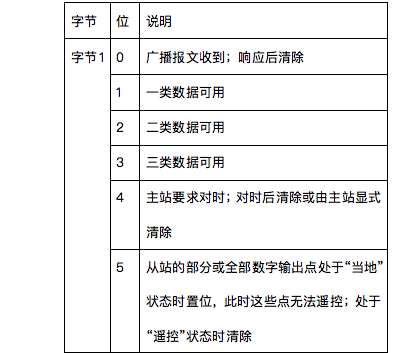 字节 位 说明
字节1 0 广播报文收到；响应后清除
1 一类数据可用
2 二类数据可用
3 三类数据可用
4 主站要求对时；对时后清除或由主站显式
清除
5 从站的部分或全部数字输出点处于“当地”
状态时置位，此时这些点无法遥控；处于
“遥控”状态时清除